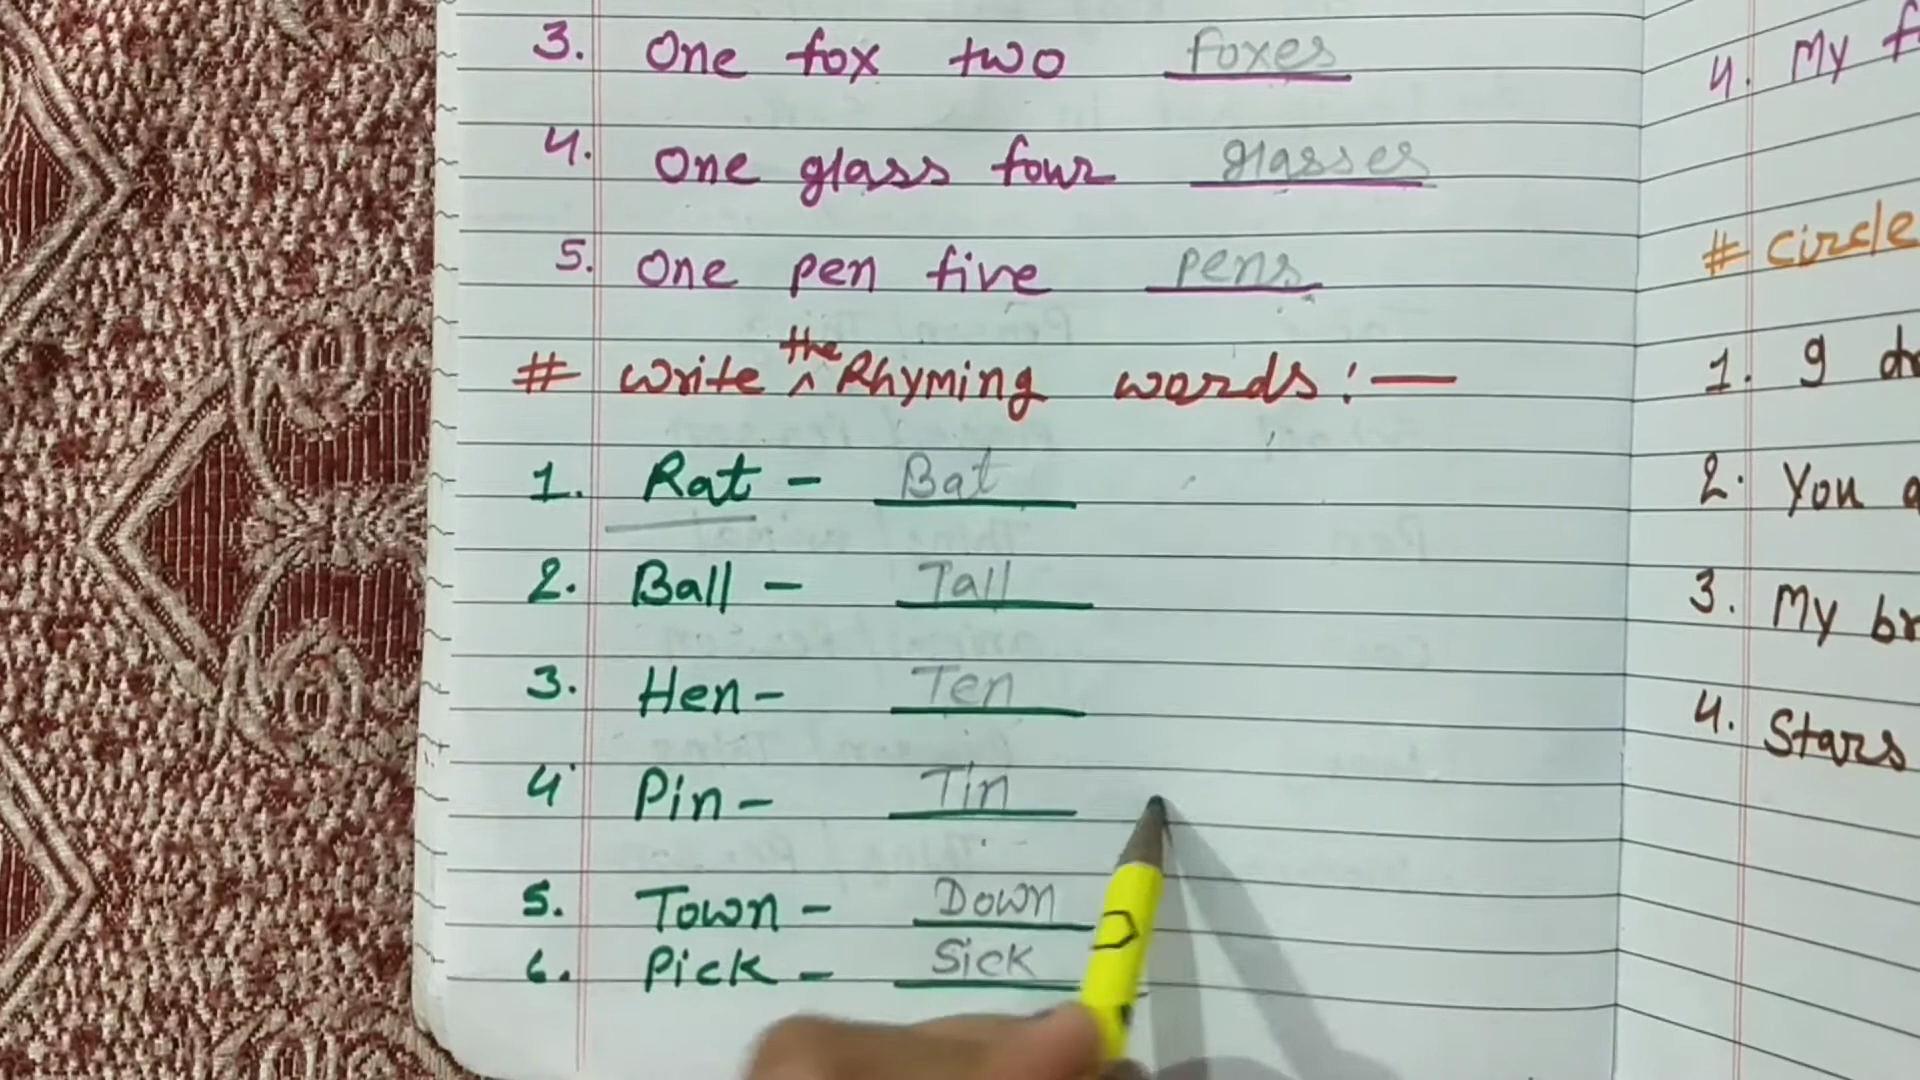 3. One fox two foxes
4. One glass four glasses
5. One pen five pens
# Write the Rhyming words :—
1. Rat - Bat
2. Ball - Tall
3. Hen - Ten
4 Pin - Tin
5. Town - Down
6. Pick - Sick
4. My
# Circle
1. I
2. You
3. My
4. Stars